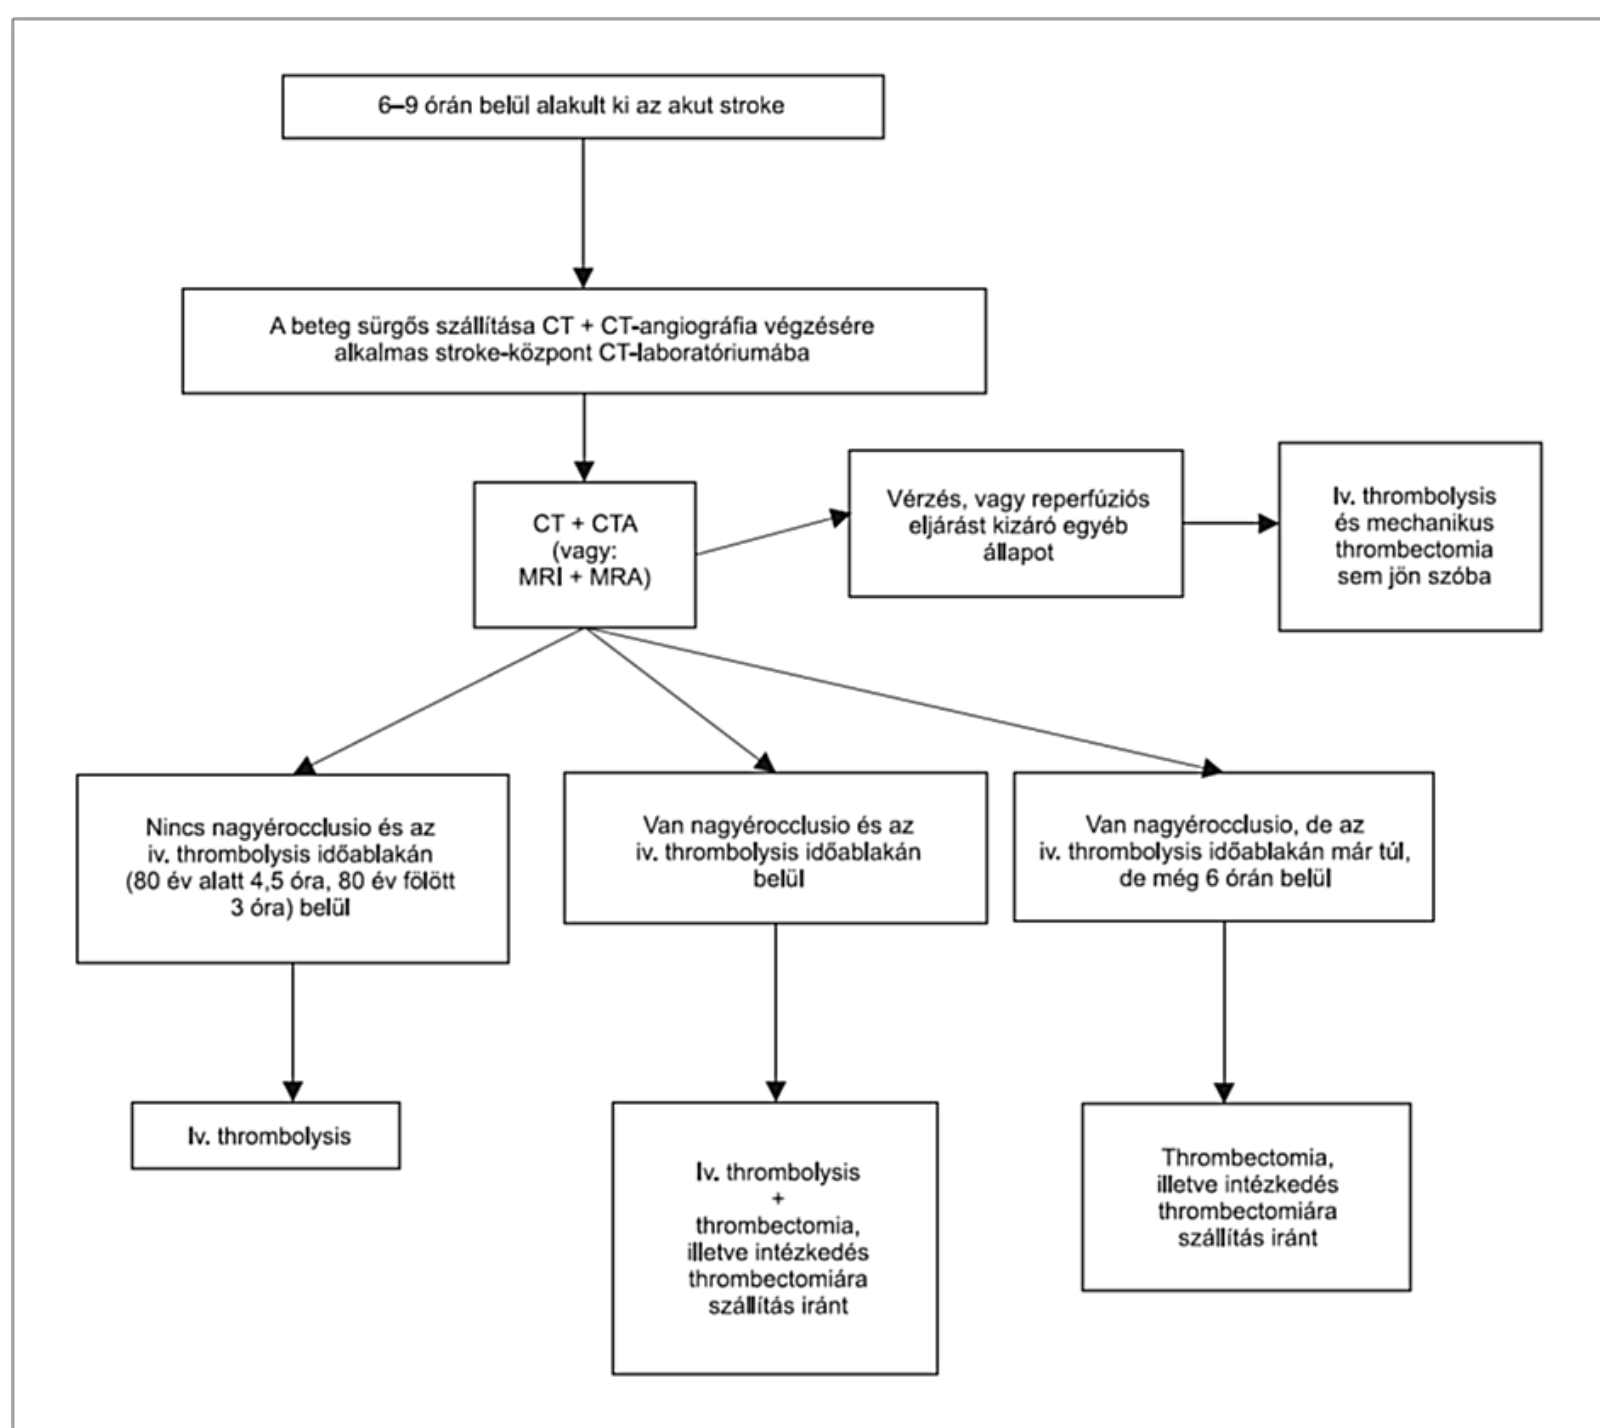 6–9 órán belül alakult ki az akut stroke
A beteg sürgős szállítása CT + CT-angiográfia végzésére
alkalmas stroke-központ CT-laboratóriumába
CT + CTA
(vagy:
MRI + MRA)
Vérzés, vagy reperfúziós
eljárást kizáró egyéb
állapot
Iv. thrombolysis
és mechanikus
thrombectomia
sem jön szóba
Nincs nagyérocclusio és az
iv. thrombolysis időablakán
(80 év alatt 4,5 óra, 80 év fölött
3 óra) belül
Van nagyérocclusio és az
iv. thrombolysis időablakán
belül
Van nagyérocclusio, de az
iv. thrombolysis időablakán már túl,
de még 6 órán belül
Iv. thrombolysis
Iv. thrombolysis
+
thrombectomia,
illetve intézkedés
thrombectomiára
szállítás iránt
Thrombectomia,
illetve intézkedés
thrombectomiára
szállítás iránt